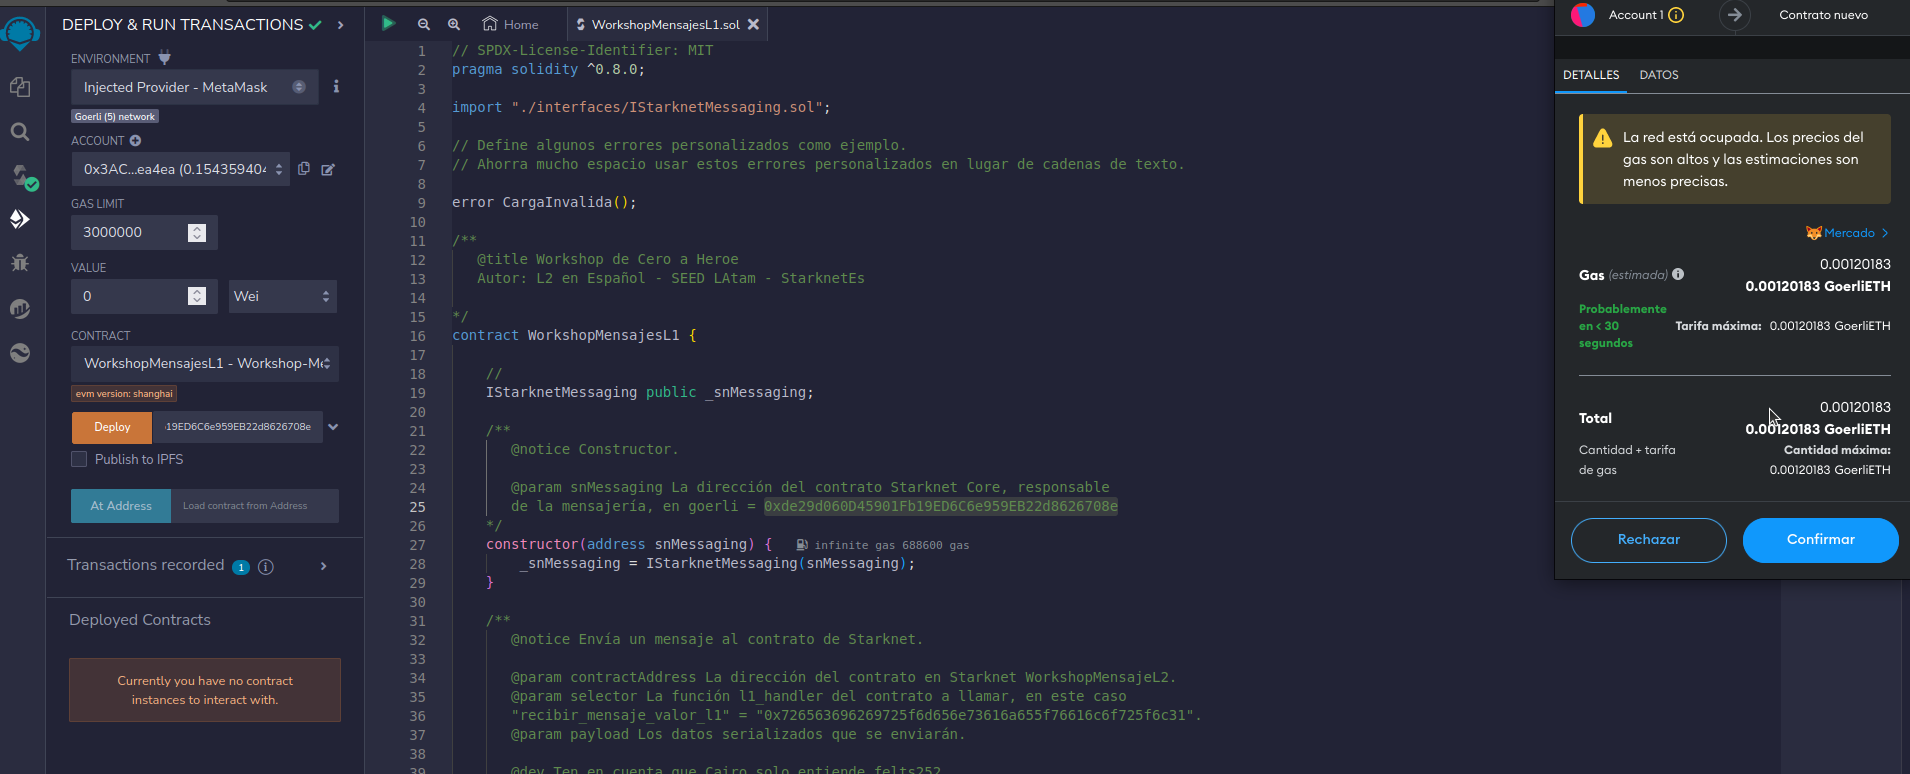 DEPLOY & RUN TRANSACTIONS
ENVIRONMENT
Injected Provider - MetaMask
Goerli (5) network
ACCOUNT
0x3AC...ea4ea (0.154359404
GAS LIMIT
3000000
VALUE
0
Wei
CONTRACT
WorkshopMensajesL1 - Workshop-Me
evm version: shanghai
Deploy
19ED6C6e959EB22d8626708e
Publish to IPFS
At Address
Load contract from Address
Transactions recorded 1
Deployed Contracts
Currently you have no contract
instances to interact with.
Home
WorkshopMensajesL1.sol
1 // SPDX-License-Identifier: MIT
2 pragma solidity ^0.8.0;
3
4 import "./interfaces/IStarknetMessaging.sol";
5
6 // Define algunos errores personalizados como ejemplo.
7 // Ahorra mucho espacio usar estos errores personalizados en lugar de cadenas de texto.
8
9 error CargaInvalida();
10
11 /**
12 @title Workshop de Cero a Heroe
13 Autor: L2 en Español - SEED LAtam - StarknetEs
14
15 */
16 contract WorkshopMensajesL1 {
17
18 //
19 IStarknetMessaging public _snMessaging;
20
21 /**
22 @notice Constructor.
23
24 @param snMessaging La dirección del contrato Starknet Core, responsable
25 de la mensajería, en goerli = 0xde29d060D45901Fb19ED6C6e959EB22d8626708e
26 */
27 constructor(address snMessaging) { infinite gas 688600 gas
28 _snMessaging = IStarknetMessaging(snMessaging);
29 }
30
31 /**
32 @notice Envía un mensaje al contrato de Starknet.
33
34 @param contractAddress La dirección del contrato en Starknet WorkshopMensajeL2.
35 @param selector La función l1_handler del contrato a llamar, en este caso
36 "recibir_mensaje_valor_l1" = "0x726563696269725f6d656e73616a655f76616c6f725f6c31".
37 @param payload Los datos serializados que se enviarán.
38
39 @dev Ten en cuenta que Cairo solo entiende felts252
Account 1
Contrato nuevo
DETALLES
DATOS
La red está ocupada. Los precios del
gas son altos y las estimaciones son
menos precisas.
Mercado
Gas (estimada)
0.00120183
0.00120183 GoerliETH
Probablemente
en < 30
segundos
Tarifa máxima: 0.00120183 GoerliETH
Total
0.00120183
0.00120183 GoerliETH
Cantidad + tarifa
de gas
Cantidad máxima:
0.00120183 GoerliETH
Rechazar
Confirmar